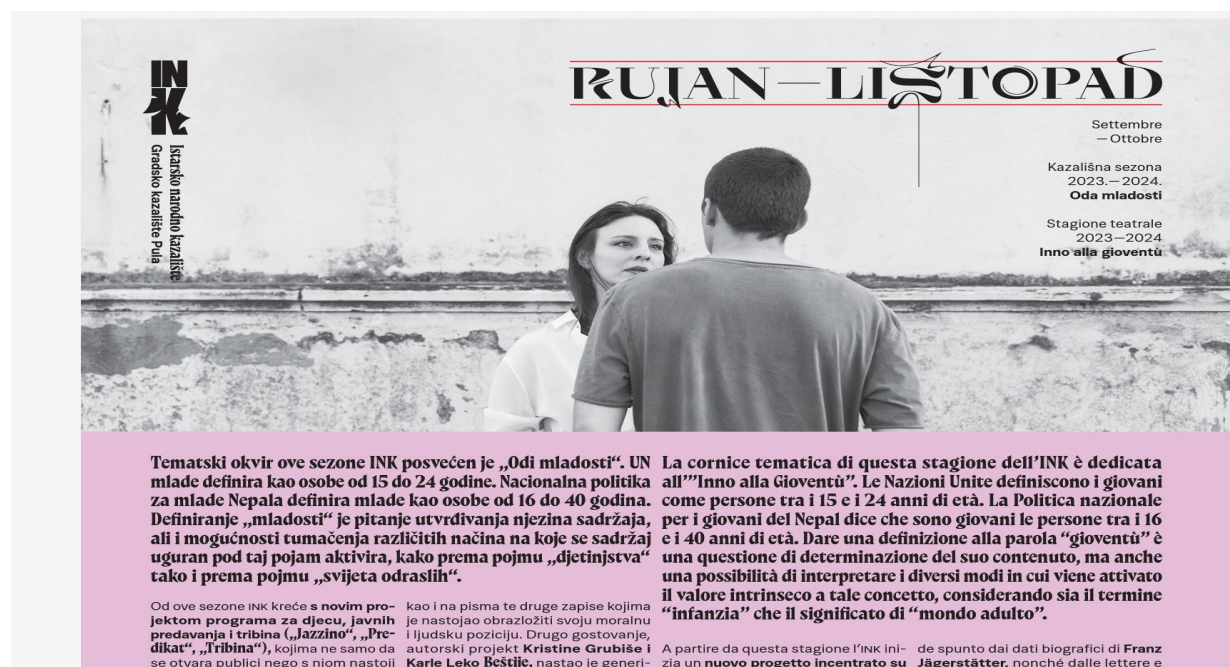 INK
Istarsko narodno kazalište
Gradsko kazalište Pula
RUJAN—LISTOPAD
Settembre
— Ottobre
Kazališna sezona
2023.—2024.
Oda mladosti
Stagione teatrale
2023—2024
Inno alla gioventù
Tematski okvir ove sezone INK posvećen je „Odi mladosti“. UN
mlade definira kao osobe od 15 do 24 godine. Nacionalna politika
za mlade Nepala definira mlade kao osobe od 16 do 40 godina.
Definiranje „mladosti“ je pitanje utvrđivanja njezina sadržaja,
ali i mogućnosti tumačenja različitih načina na koje se sadržaj
uguran pod taj pojam aktivira, kako prema pojmu „djetinjstva“
tako i prema pojmu „svijeta odraslih“.
Od ove sezone INK kreće s novim pro-
jektom programa za djecu, javnih
predavanja i tribina („Jazzino“, „Pre-
dikat“, „Tribina“), kojima ne samo da
se otvara publici nego s njom nastoji
kao i na pisma te druge zapise kojima
je nastojao obrazložiti svoju moralnu
i ljudsku poziciju. Drugo gostovanje,
autorski projekt Kristine Grubiše i
Karle Leko Beštije, nastao je generi-
La cornice tematica di questa stagione dell’INK è dedicata
all’”Inno alla Gioventù”. Le Nazioni Unite definiscono i giovani
come persone tra i 15 e i 24 anni di età. La Politica nazionale
per i giovani del Nepal dice che sono giovani le persone tra i 16
e i 40 anni di età. Dare una definizione alla parola “gioventù” è
una questione di determinazione del suo contenuto, ma anche
una possibilità di interpretare i diversi modi in cui viene attivato
il valore intrinseco a tale concetto, considerando sia il termine
“infanzia” che il significato di “mondo adulto”.
A partire da questa stagione l’INK ini-
zia un nuovo progetto incentrato su
de spunto dai dati biografici di Franz
Jägerstätter, nonché dalle lettere e